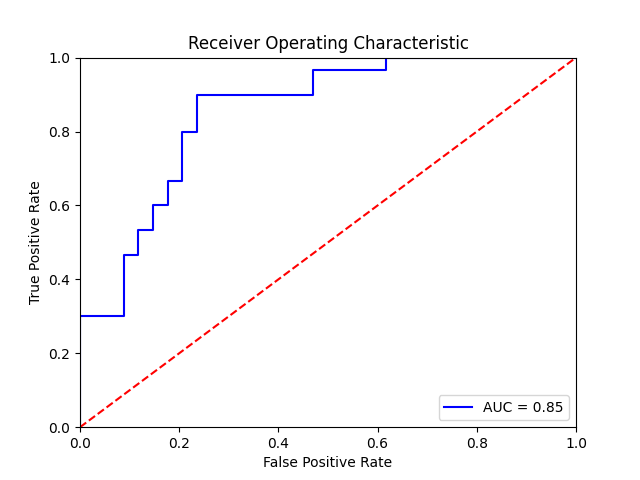 Receiver Operating Characteristic
True Positive Rate
1.0
0.8
0.6
0.4
0.2
0.0
0.0 0.2 0.4 0.6 0.8 1.0
False Positive Rate
AUC = 0.85